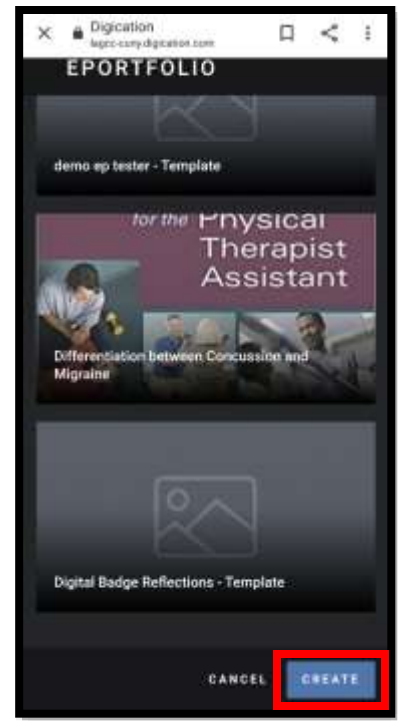 Digication
lagcc-cuny.digication.com
EPORTFOLIO
demo ep tester - Template
for the Physical
Therapist
Assistant
Differentiation between Concussion and
Migraine
Digital Badge Reflections - Template
CANCEL CREATE